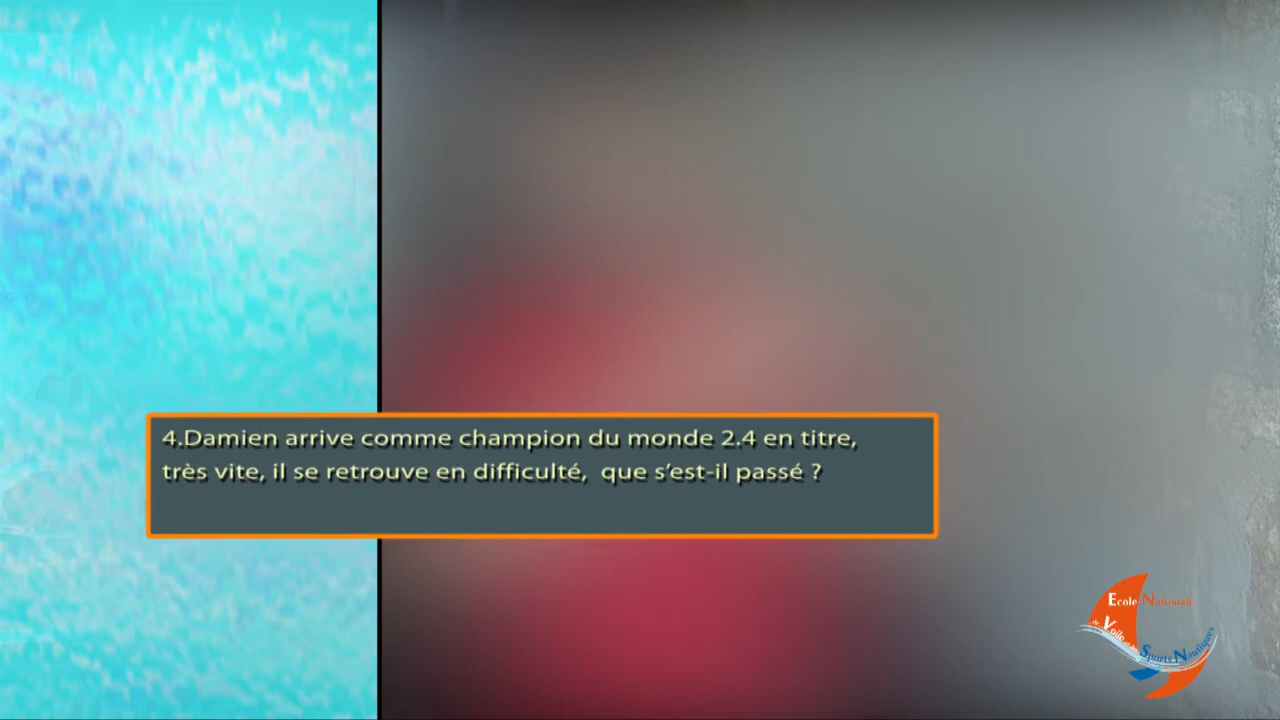 4.Damien arrive comme champion du monde 2.4 en titre,
très vite, il se retrouve en difficulté,  que s'est-il passé ?
Ecole Nationale
de Voile et des
Sports Nautiques